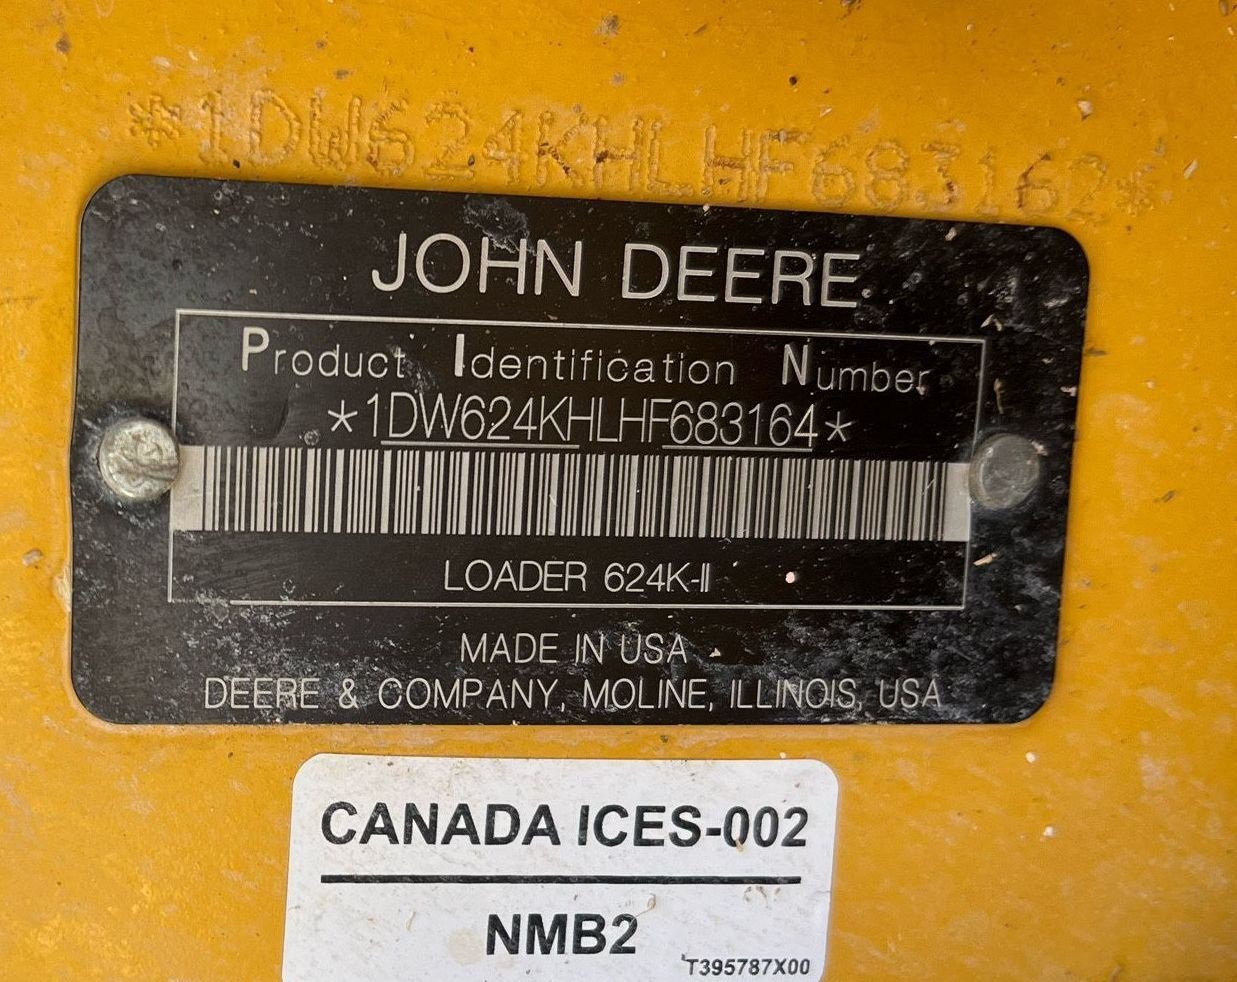 *1DW624KHLHF683162*
JOHN DEERE
Product Identification Number
*1DW624KHLHF683164*
LOADER 624K-II
MADE IN USA
DEERE & COMPANY, MOLINE, ILLINOIS, USA
CANADA ICES-002
NMB2
T395787X00